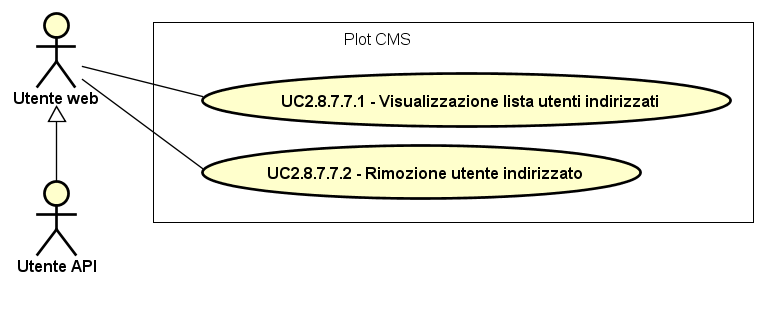 Plot CMS
Utente web
UC2.8.7.7.1 - Visualizzazione lista utenti indirizzati
UC2.8.7.7.2 - Rimozione utente indirizzato
Utente API